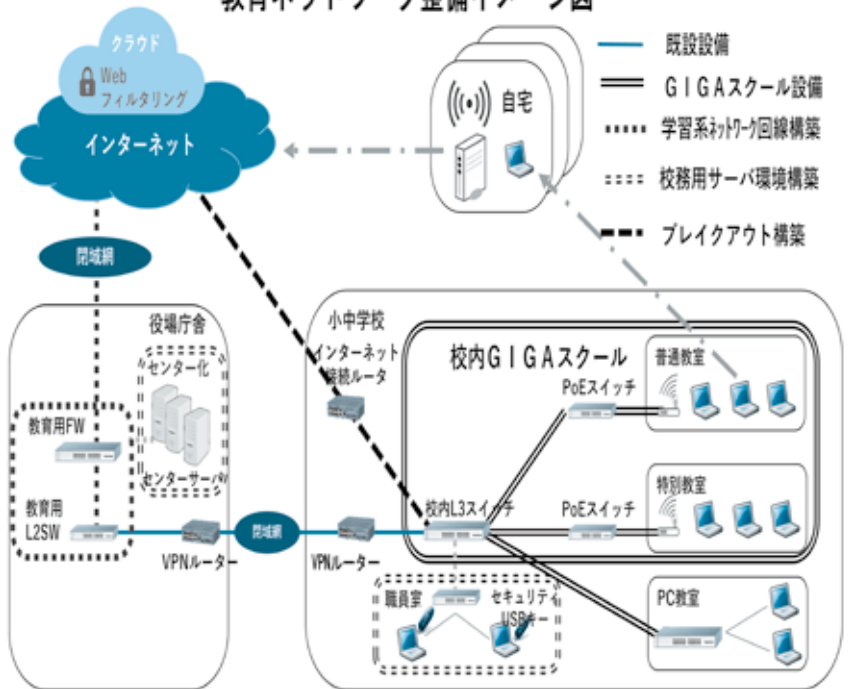 教育ネットワーク整備イメージ図
クラウド
Web
フィルタリング
インターネット
自宅
既設設備
GIGAスクール設備
学習系ネットワーク回線構築
校務用サーバ環境構築
ブレイクアウト構築
閉域網
役場庁舎
センター化
センターサーバ
教育用FW
教育用
L2SW
VPNルーター
閉域網
小中学校
インターネット
接続ルータ
VPNルーター
校内GIGAスクール
PoEスイッチ
普通教室
校内L3スイッチ
PoEスイッチ
特別教室
職員室
セキュリティ
USBキー
PC教室